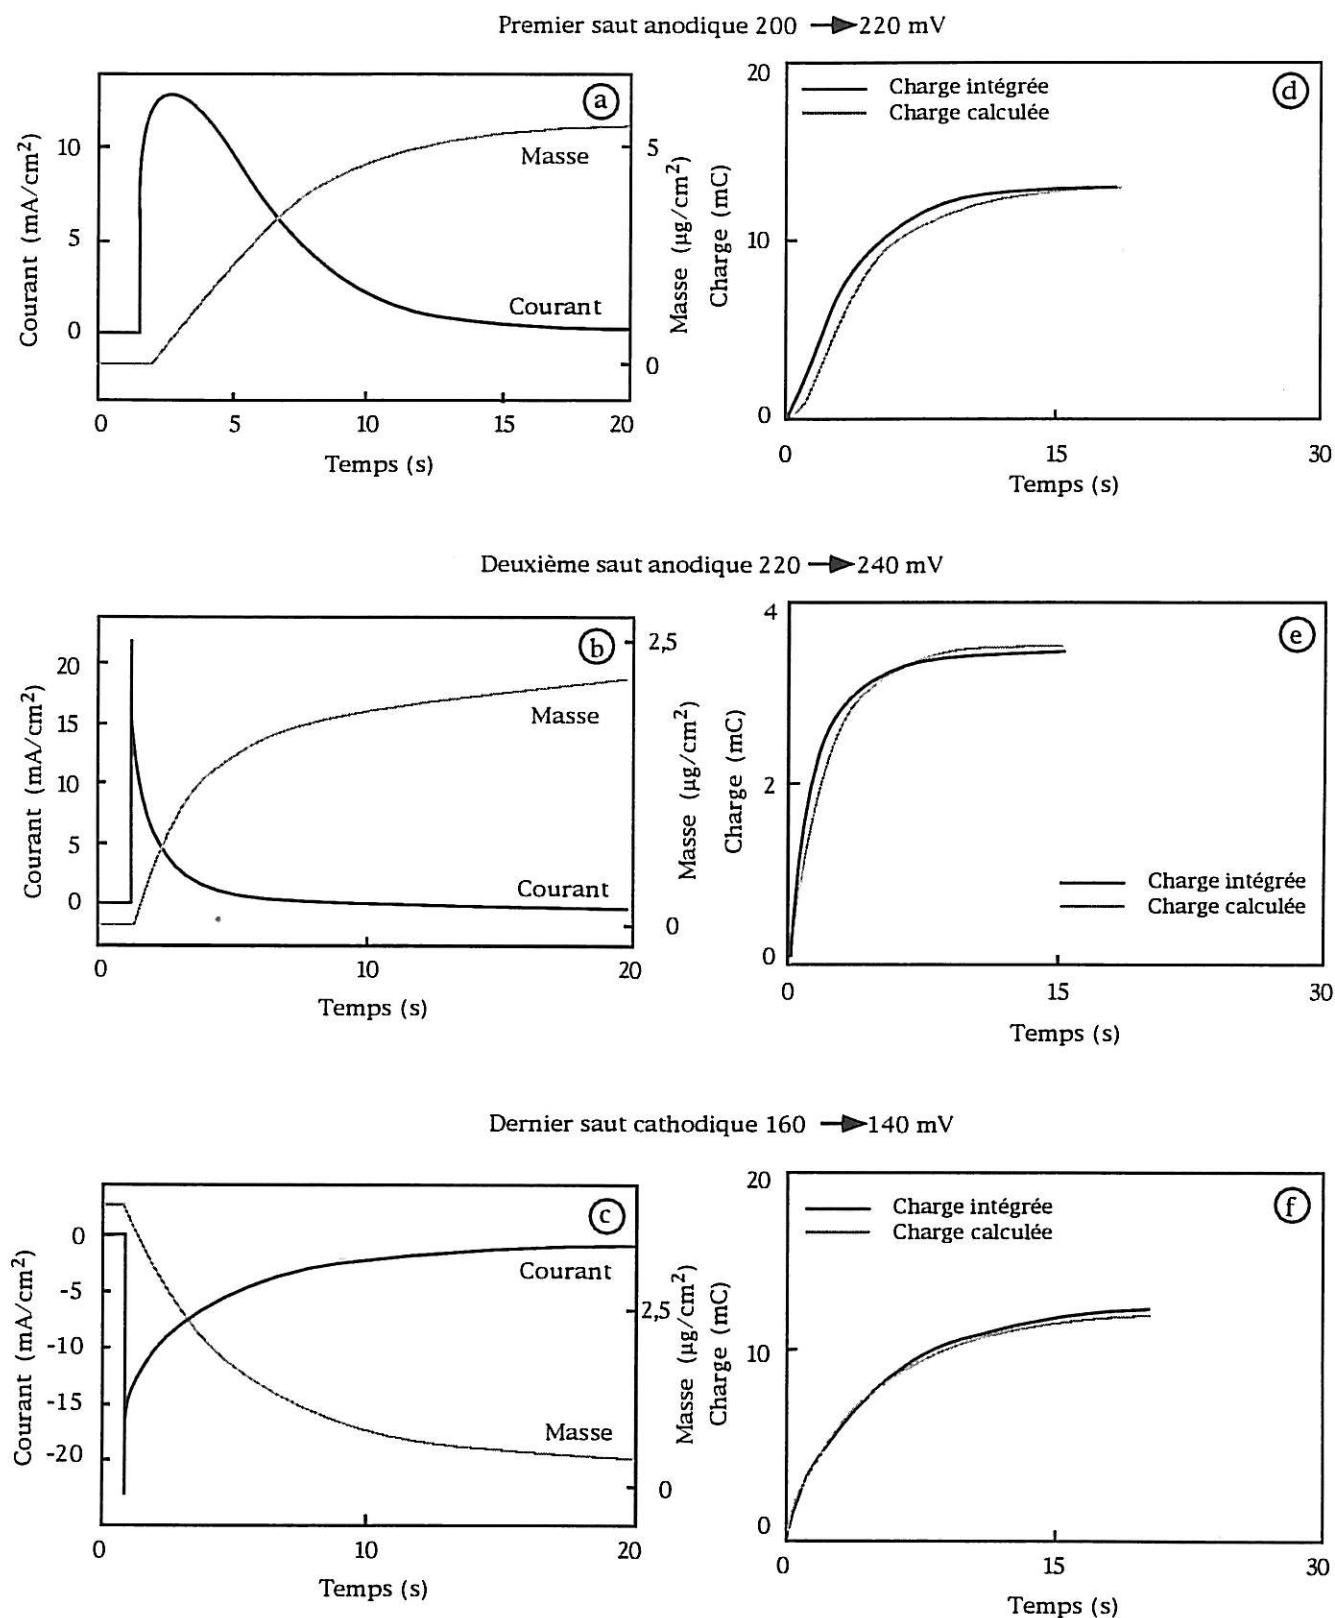 Premier saut anodique 200 → 220 mV
a
Courant (mA/cm²)
10
5
0
Masse
Courant
5
0
Masse (µg/cm²)
0 5 10 15 20
Temps (s)
d
Charge intégrée
Charge calculée
Charge (mC)
20
10
0
0 15 30
Temps (s)
Deuxième saut anodique 220 → 240 mV
b
Courant (mA/cm²)
20
15
10
5
0
Masse
Courant
2,5
0
Masse (µg/cm²)
0 10 20
Temps (s)
e
Charge (mC)
4
2
0
Charge intégrée
Charge calculée
0 15 30
Temps (s)
Dernier saut cathodique 160 → 140 mV
c
Courant (mA/cm²)
0
-5
-10
-15
-20
Courant
Masse
2,5
0
Masse (µg/cm²)
0 10 20
Temps (s)
f
Charge intégrée
Charge calculée
Charge (mC)
20
10
0
0 15 30
Temps (s)